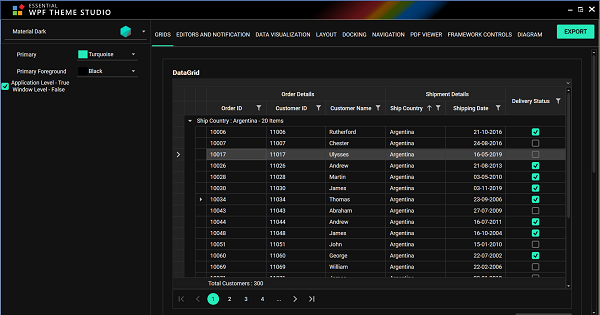 ESSENTIAL
WPF THEME STUDIO
Material Dark
Primary Turquoise
Primary Foreground Black
Application Level - True
Window Level - False
GRIDS EDITORS AND NOTIFICATION DATA VISUALIZATION LAYOUT DOCKING NAVIGATION PDF VIEWER FRAMEWORK CONTROLS DIAGRAM EXPORT
DataGrid
Order Details Shipment Details
Order ID Customer ID Customer Name Ship Country Shipping Date Delivery Status
Ship Country : Argentina - 20 Items
10006 11006 Rutherford Argentina 21-10-2016
10007 11007 Chester Argentina 24-08-2016
10017 11017 Ulysses Argentina 16-05-2019
10026 11026 Andrew Argentina 21-08-2013
10028 11028 Martin Argentina 03-05-2010
10030 11030 James Argentina 03-11-2019
10034 11034 Thomas Argentina 23-09-2006
10043 11043 Abraham Argentina 27-07-2009
10044 11044 Andrew Argentina 16-07-2011
10048 11048 James Argentina 16-10-2004
10051 11051 John Argentina 15-01-2010
10060 11060 George Argentina 22-07-2002
10069 11069 William Argentina 22-02-2006
Total Customers : 300
1 2 3 4 ...